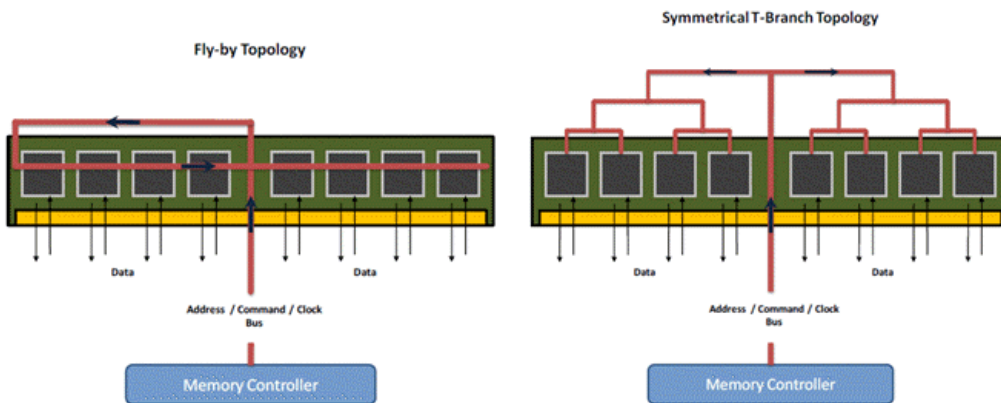 Fly-by Topology
Data
Data
Address / Command / Clock
Bus
Memory Controller
Symmetrical T-Branch Topology
Data
Data
Address / Command / Clock
Bus
Memory Controller